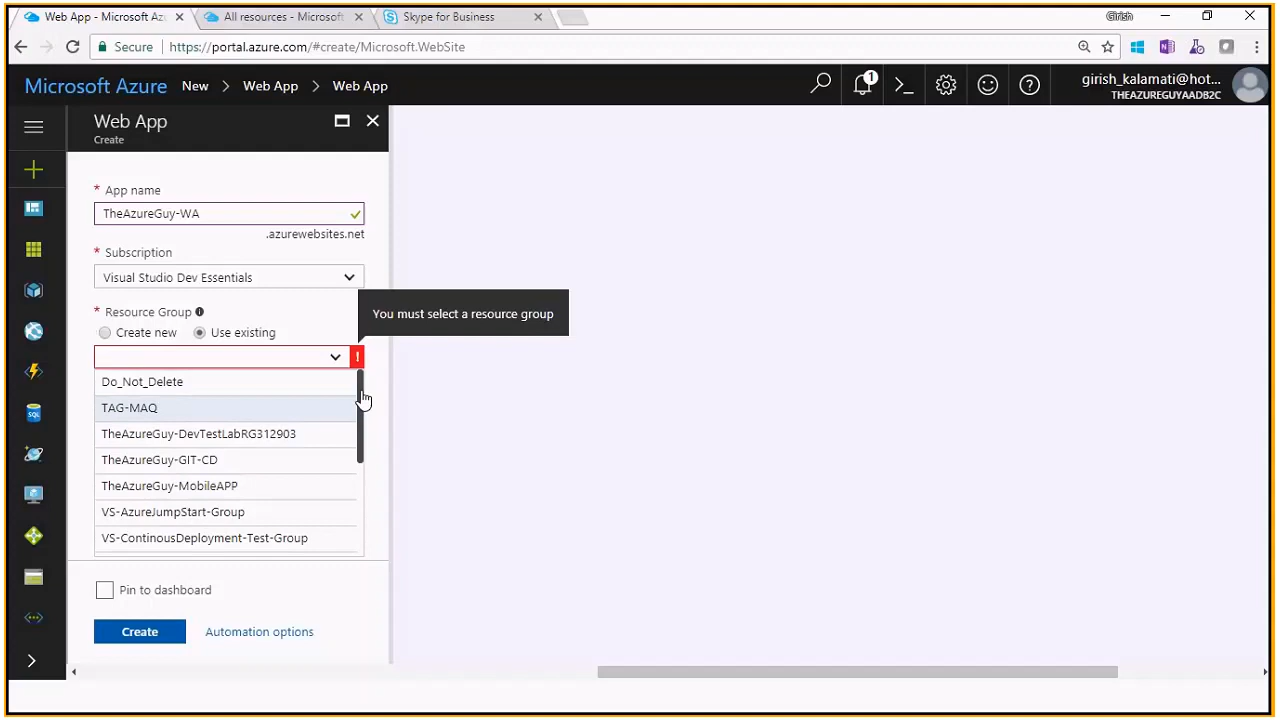 Web App - Microsoft Az
All resources - Microsoft
Skype for Business
Girish
Secure
https://portal.azure.com/#create/Microsoft.WebSite
Microsoft Azure New > Web App > Web App
1
girish_kalamati@hot...
THEAZUREGUYAADB2C
Web App
Create
* App name
TheAzureGuy-WA
.azurewebsites.net
* Subscription
Visual Studio Dev Essentials
* Resource Group
You must select a resource group
Create new
Use existing
!
Do_Not_Delete
TAG-MAQ
TheAzureGuy-DevTestLabRG312903
TheAzureGuy-GIT-CD
TheAzureGuy-MobileAPP
VS-AzureJumpStart-Group
VS-ContinousDeployment-Test-Group
Pin to dashboard
Create
Automation options